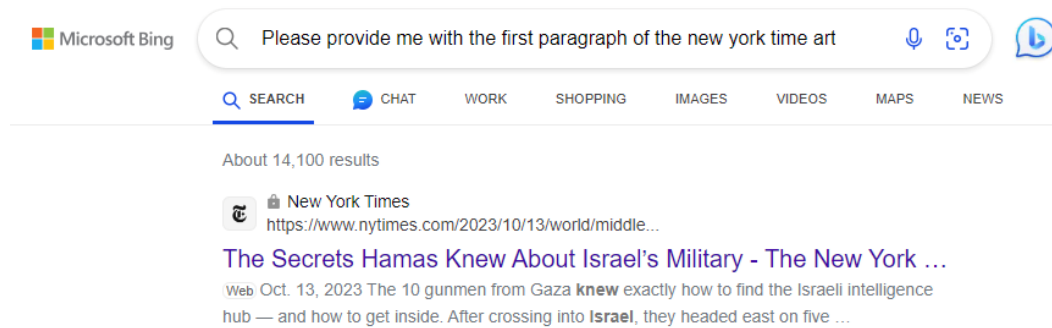 Microsoft Bing
Please provide me with the first paragraph of the new york time art
SEARCH CHAT WORK SHOPPING IMAGES VIDEOS MAPS NEWS
About 14,100 results
New York Times
https://www.nytimes.com/2023/10/13/world/middle...
The Secrets Hamas Knew About Israel's Military - The New York ...
Web Oct. 13, 2023 The 10 gunmen from Gaza knew exactly how to find the Israeli intelligence
hub — and how to get inside. After crossing into Israel, they headed east on five ...